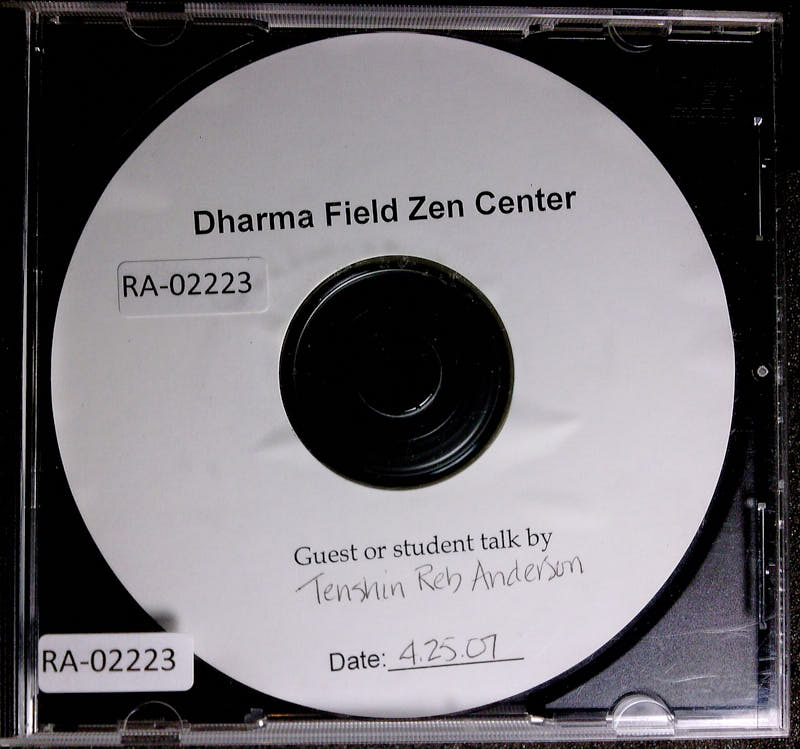 Dharma Field Zen Center
RA-02223
Guest or student talk by
Tenshin Reb Anderson
Date: 4.25.07
RA-02223